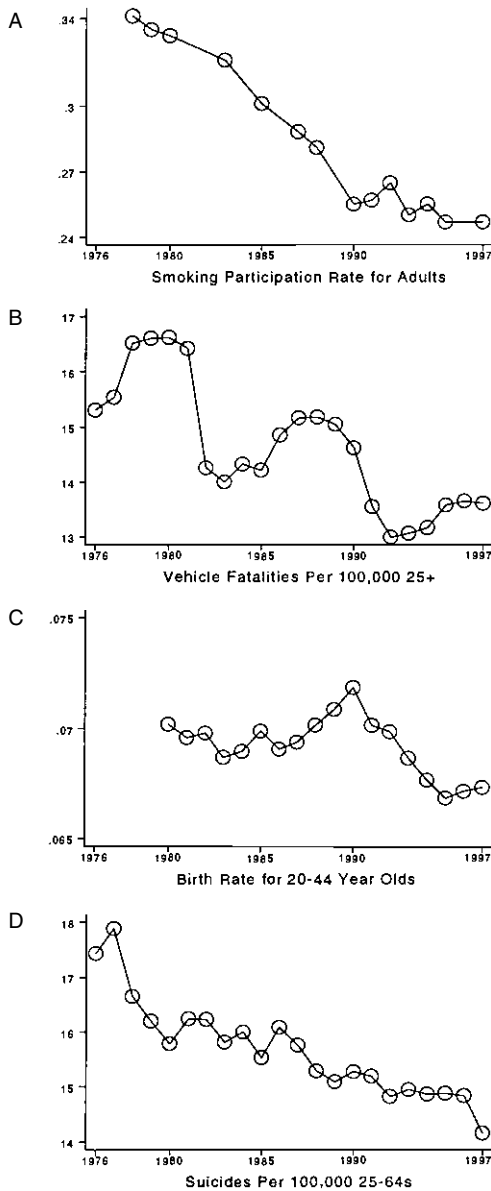 A
.34
.3
.27
.24
1976 1980 1985 1990 1997
Smoking Participation Rate for Adults
B
17
16
15
14
13
1976 1980 1985 1990 1997
Vehicle Fatalities Per 100,000 25+
C
.075
.07
.065
1976 1980 1985 1990 1997
Birth Rate for 20-44 Year Olds
D
18
17
16
15
14
1976 1980 1985 1990 1997
Suicides Per 100,000 25-64s